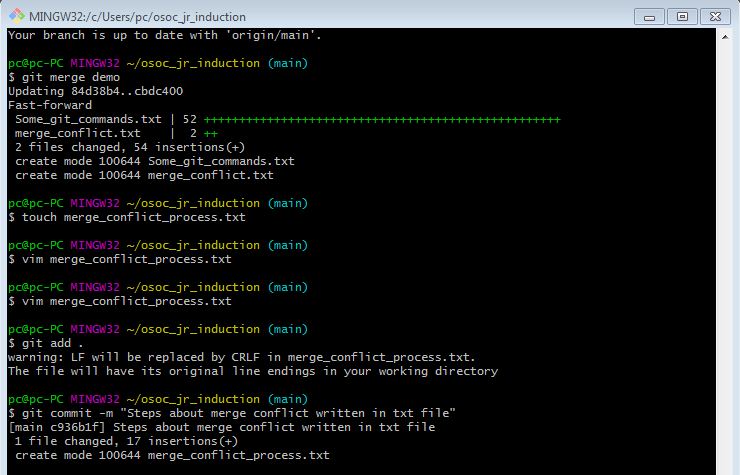 MINGW32:/c/Users/pc/osoc_jr_induction
Your branch is up to date with 'origin/main'.
pc@pc-PC MINGW32 ~/osoc_jr_induction (main)
$ git merge demo
Updating 84d38b4..cbdc400
Fast-forward
 Some_git_commands.txt | 52 ++++++++++++++++++++++++++++++++++++++++++++++++++++
 merge_conflict.txt    |  2 ++
 2 files changed, 54 insertions(+)
 create mode 100644 Some_git_commands.txt
 create mode 100644 merge_conflict.txt
pc@pc-PC MINGW32 ~/osoc_jr_induction (main)
$ touch merge_conflict_process.txt
pc@pc-PC MINGW32 ~/osoc_jr_induction (main)
$ vim merge_conflict_process.txt
pc@pc-PC MINGW32 ~/osoc_jr_induction (main)
$ vim merge_conflict_process.txt
pc@pc-PC MINGW32 ~/osoc_jr_induction (main)
$ git add .
warning: LF will be replaced by CRLF in merge_conflict_process.txt.
The file will have its original line endings in your working directory
pc@pc-PC MINGW32 ~/osoc_jr_induction (main)
$ git commit -m "Steps about merge conflict written in txt file"
[main c936b1f] Steps about merge conflict written in txt file
 1 file changed, 17 insertions(+)
 create mode 100644 merge_conflict_process.txt